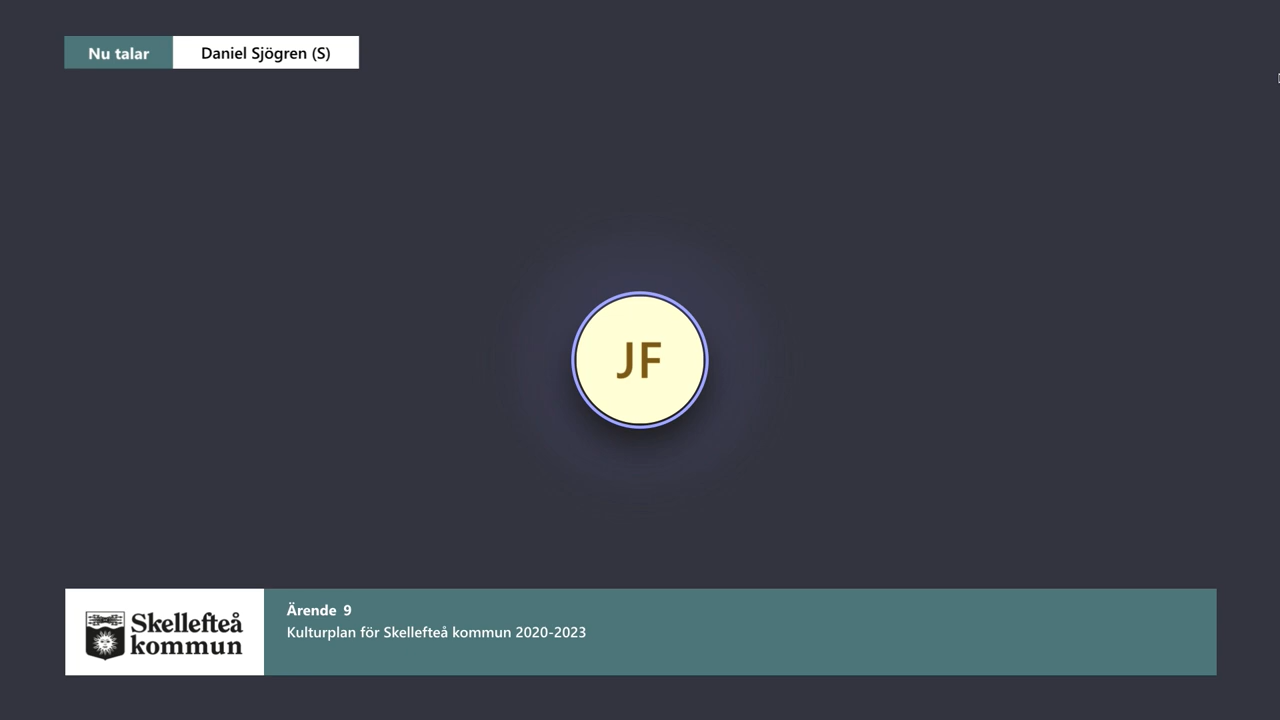 Nu talar
Daniel Sjögren (S)
JF
Skellefteå
kommun
Ärende 9
Kulturplan för Skellefteå kommun 2020-2023